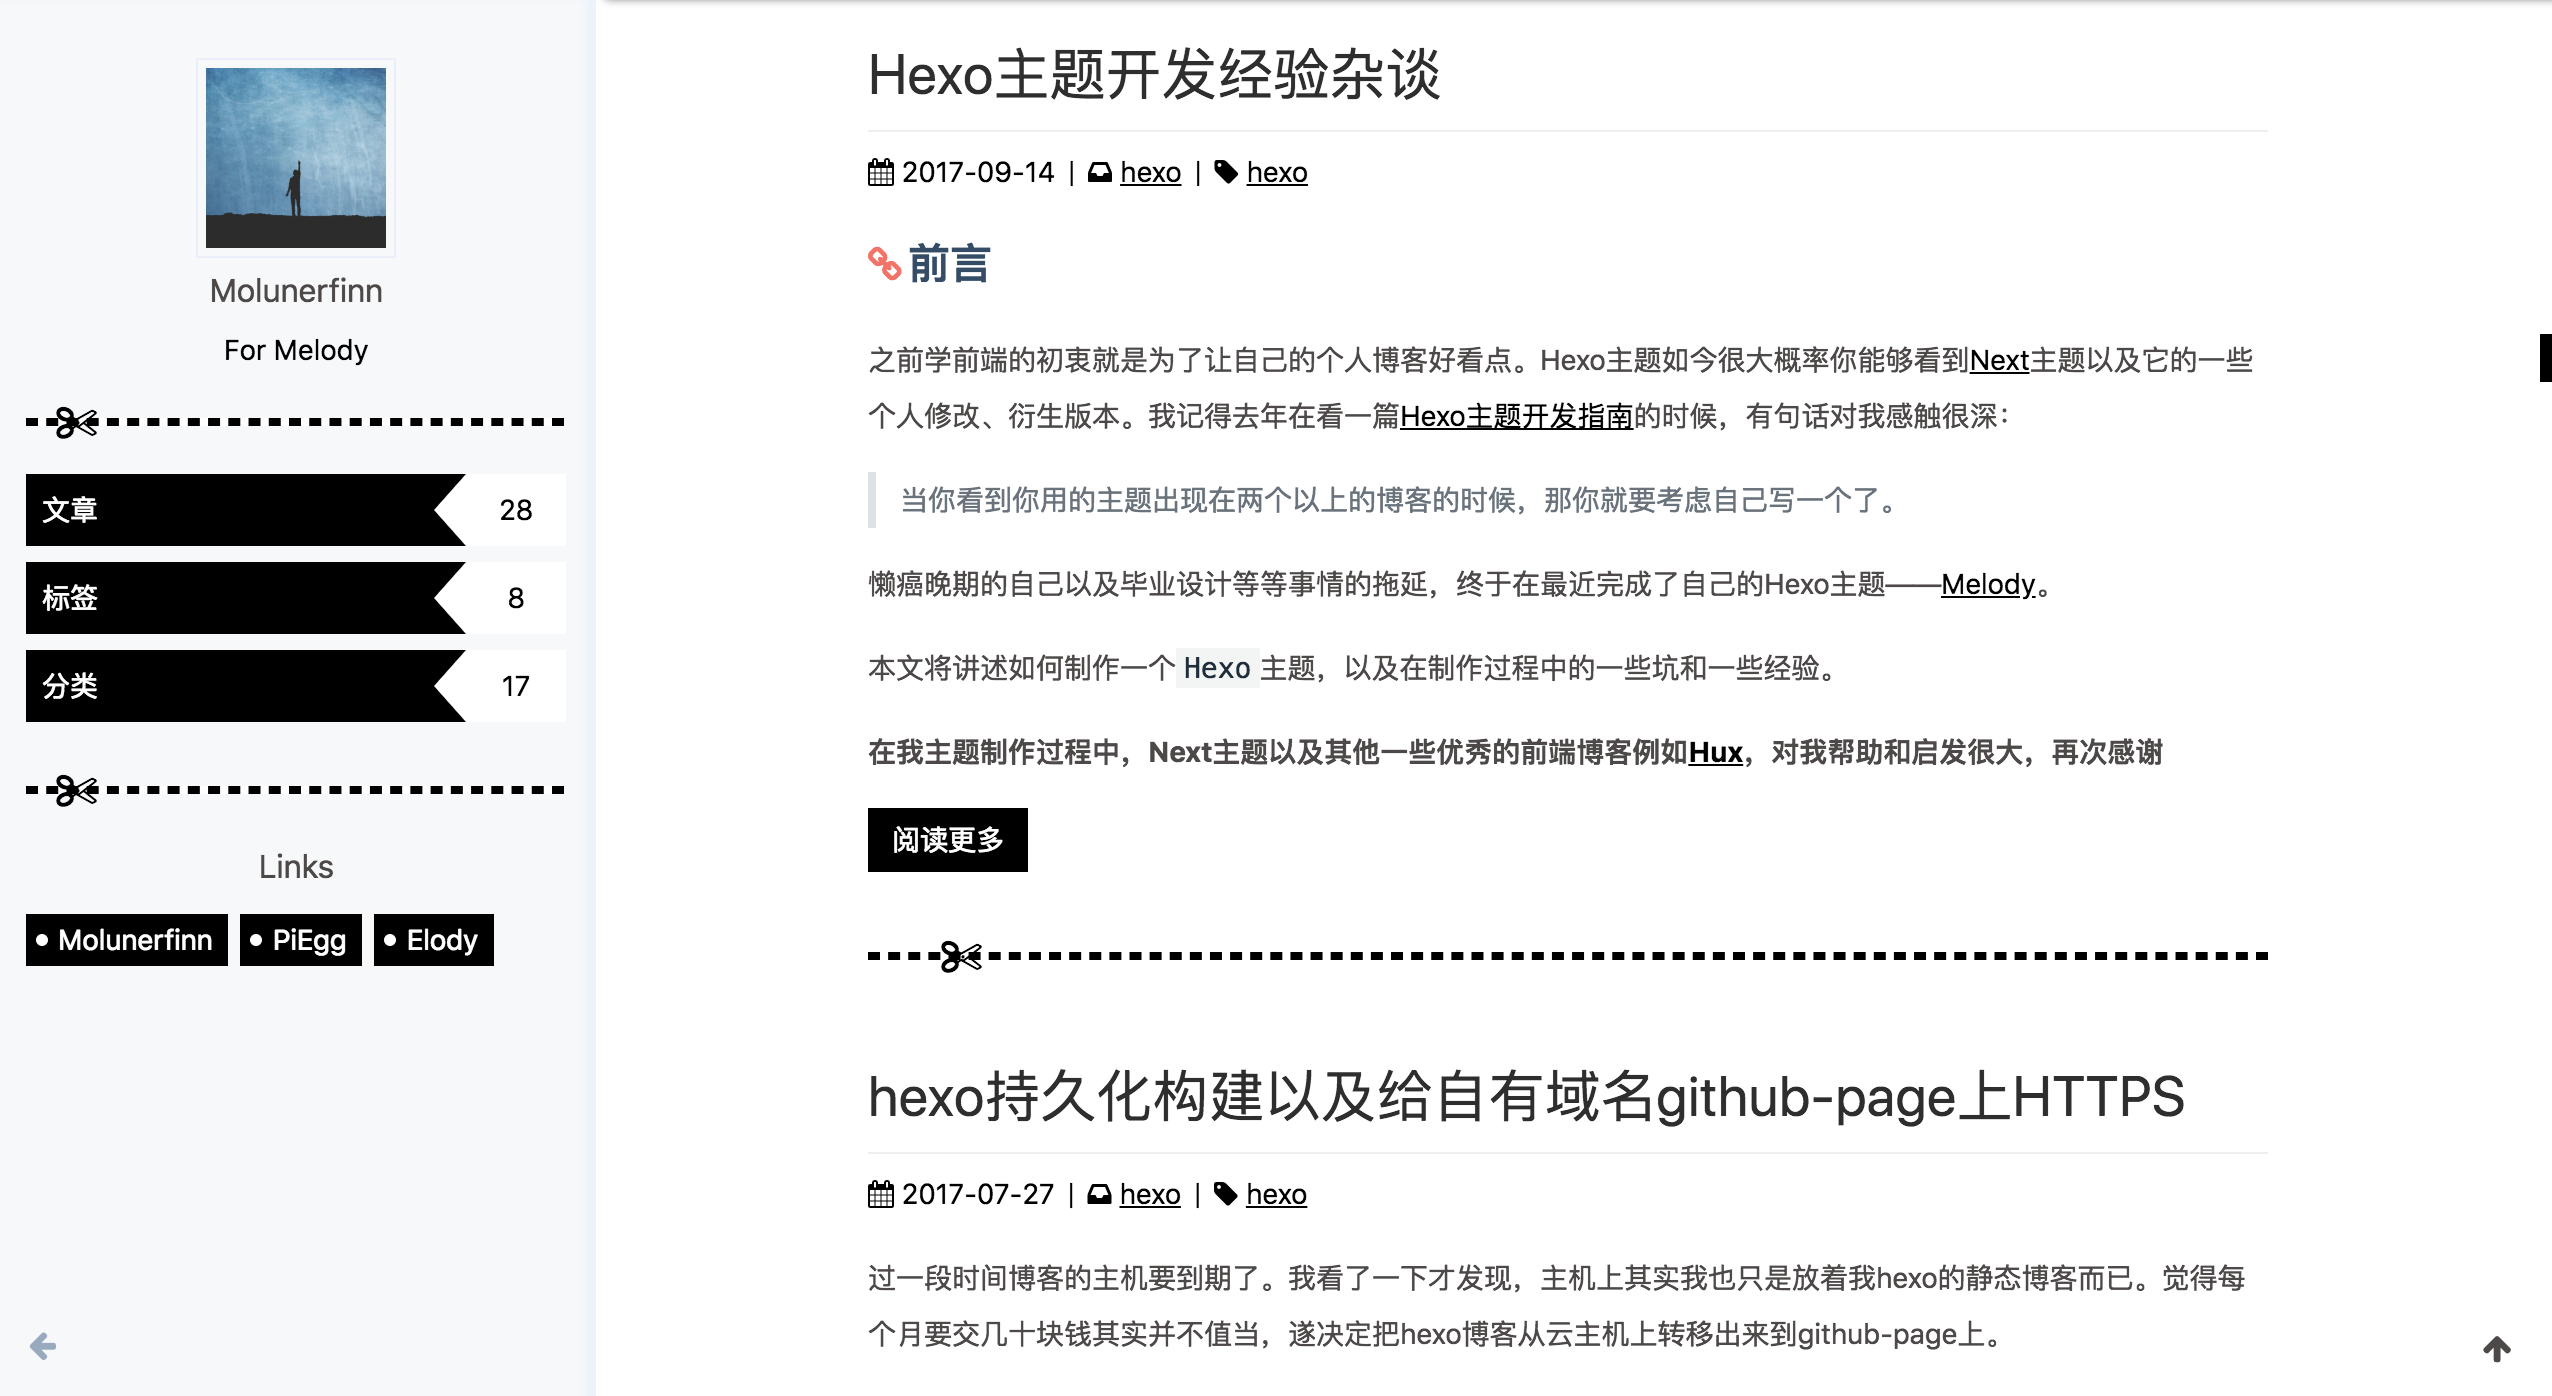 Molunerfinn
For Melody
文章 28
标签 8
分类 17
Links
Molunerfinn PiEgg Elody
Hexo主题开发经验杂谈
2017-09-14 | hexo | hexo
前言
之前学前端的初衷就是为了让自己的个人博客好看点。Hexo主题如今很大概率你能够看到Next主题以及它的一些
个人修改、衍生版本。我记得去年在看一篇Hexo主题开发指南的时候，有句话对我感触很深：
当你看到你用的主题出现在两个以上的博客的时候，那你就要考虑自己写一个了。
懒癌晚期的自己以及毕业设计等等事情的拖延，终于在最近完成了自己的Hexo主题——Melody。
本文将讲述如何制作一个 Hexo 主题，以及在制作过程中的一些坑和一些经验。
在我主题制作过程中，Next主题以及其他一些优秀的前端博客例如Hux，对我帮助和启发很大，再次感谢
阅读更多
hexo持久化构建以及给自有域名github-page上HTTPS
2017-07-27 | hexo | hexo
过一段时间博客的主机要到期了。我看了一下才发现，主机上其实我也只是放着我hexo的静态博客而已。觉得每
个月要交几十块钱其实并不值当，遂决定把hexo博客从云主机上转移出来到github-page上。